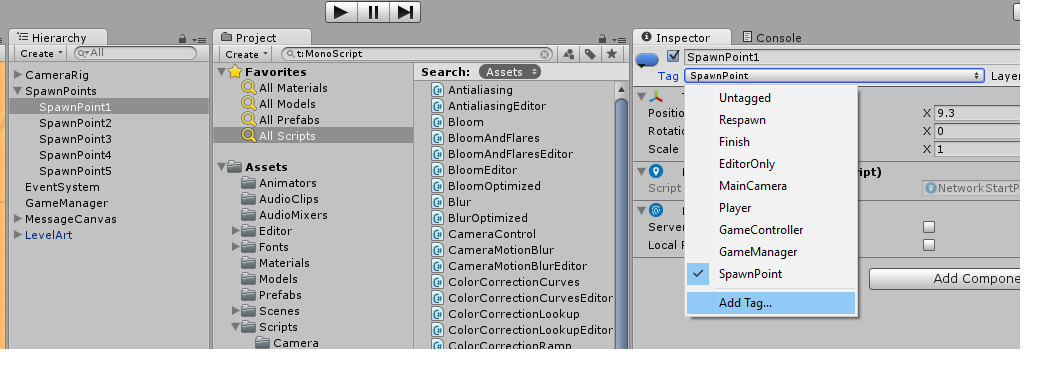 Hierarchy
Create
All
CameraRig
SpawnPoints
SpawnPoint1
SpawnPoint2
SpawnPoint3
SpawnPoint4
SpawnPoint5
EventSystem
GameManager
MessageCanvas
LevelArt
Project
Create
t:MonoScript
Favorites
All Materials
All Models
All Prefabs
All Scripts
Assets
Animators
AudioClips
AudioMixers
Editor
Fonts
Materials
Models
Prefabs
Scenes
Scripts
Camera
Search: Assets
Antialiasing
AntialiasingEditor
Bloom
BloomAndFlares
BloomAndFlaresEditor
BloomEditor
BloomOptimized
Blur
BlurOptimized
CameraControl
CameraMotionBlur
CameraMotionBlurEditor
ColorCorrectionCurves
ColorCorrectionCurvesEditor
ColorCorrectionLookup
ColorCorrectionLookupEditor
ColorCorrectionRamp
Inspector
Console
SpawnPoint1
Tag SpawnPoint Layer
Positio X 9.3
Rotatio X 0
Scale X 1
ript)
Script NetworkStartP
Server
Local P
Add Compone
Untagged
Respawn
Finish
EditorOnly
MainCamera
Player
GameController
GameManager
SpawnPoint
Add Tag...